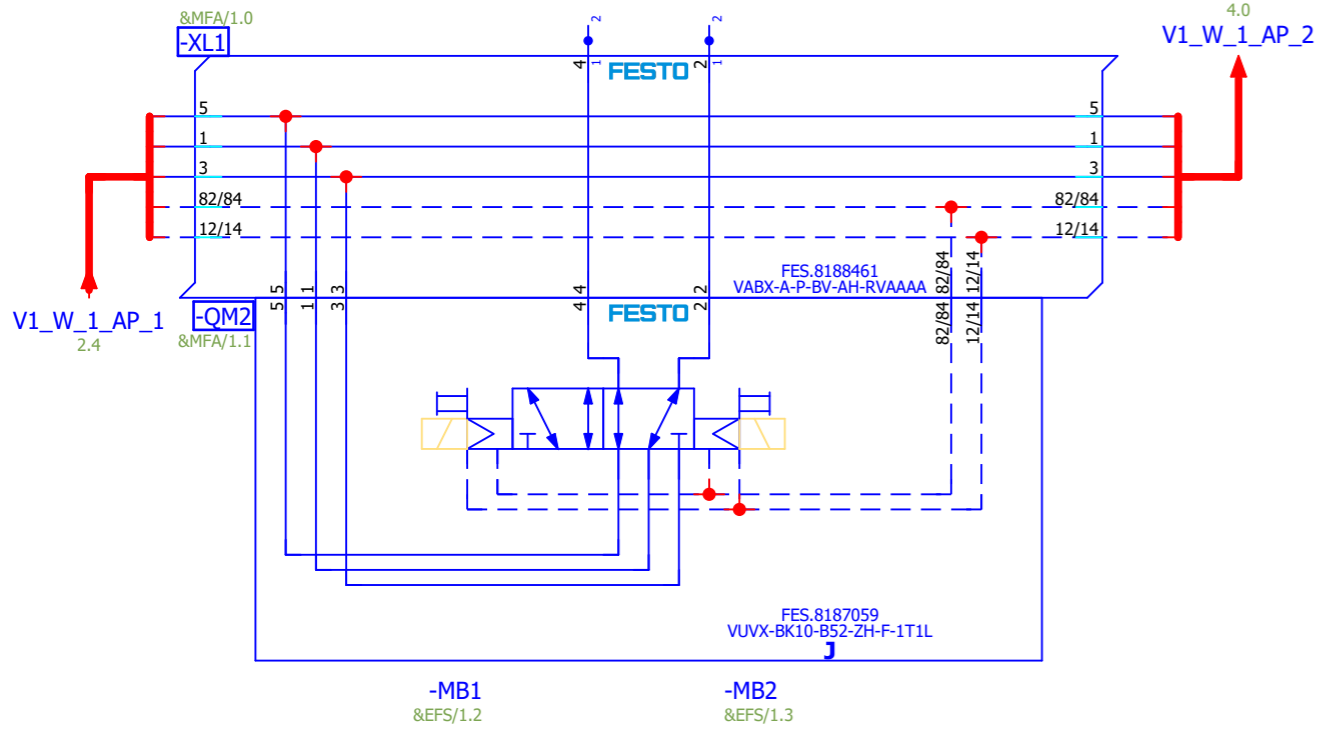 &MFA/1.0
-XL1
2
2
4
1
2
1
FESTO
4.0
V1_W_1_AP_2
5
5
1
1
3
3
82/84
82/84
12/14
12/14
FES.8188461
VABX-A-P-BV-AH-RVAAAA
5
1
3
4
2
82/84
12/14
V1_W_1_AP_1
2.4
-QM2
&MFA/1.1
5
1
3
4
2
82/84
12/14
FESTO
FES.8187059
VUVX-BK10-B52-ZH-F-1T1L
J
-MB1
&EFS/1.2
-MB2
&EFS/1.3